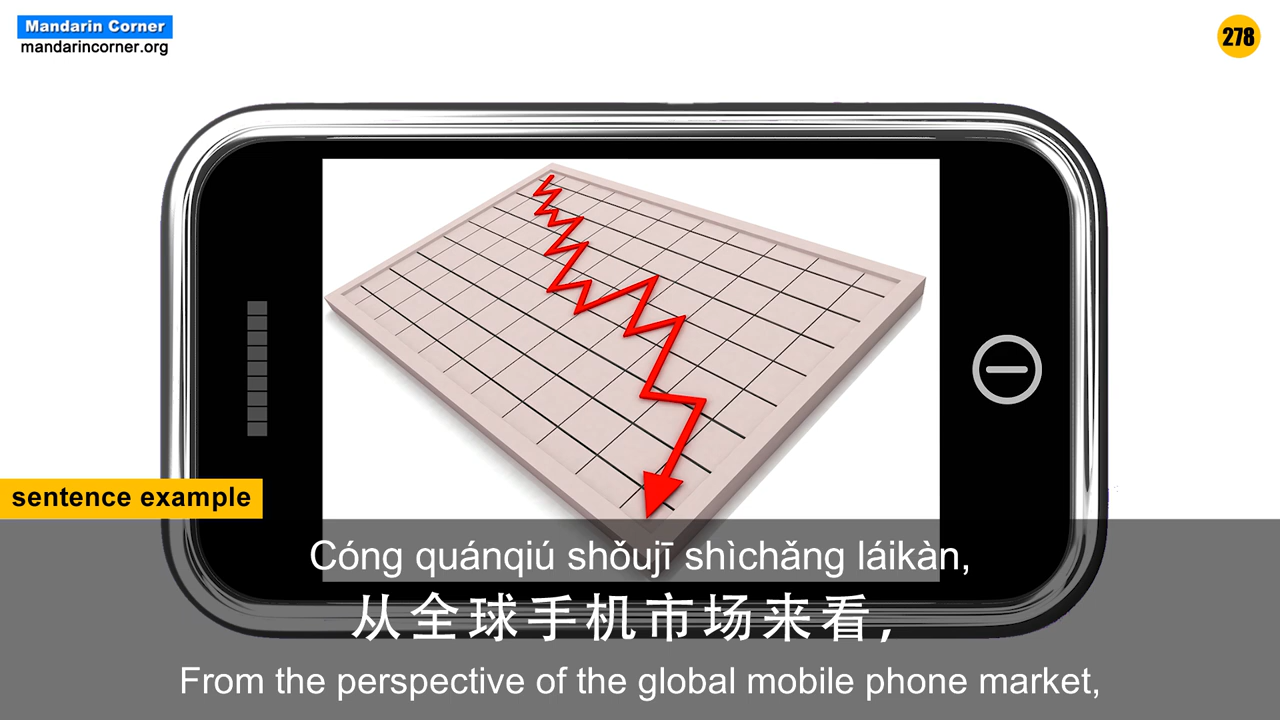 Mandarin Corner
mandarincorner.org
278
sentence example
Cóng quánqiú shǒujī shìchǎng láikàn,
从全球手机市场来看，
From the perspective of the global mobile phone market,